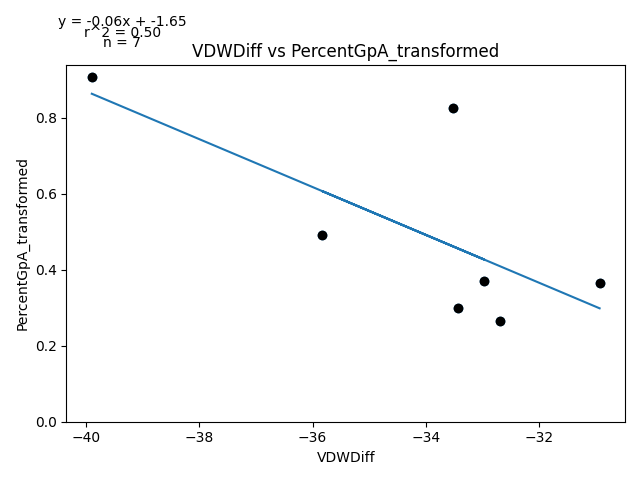 y = -0.06x + -1.65
r^2 = 0.50
n = 7
VDWDiff vs PercentGpA_transformed
PercentGpA_transformed
0.8
0.6
0.4
0.2
0.0
−40
−38
−36
−34
−32
VDWDiff